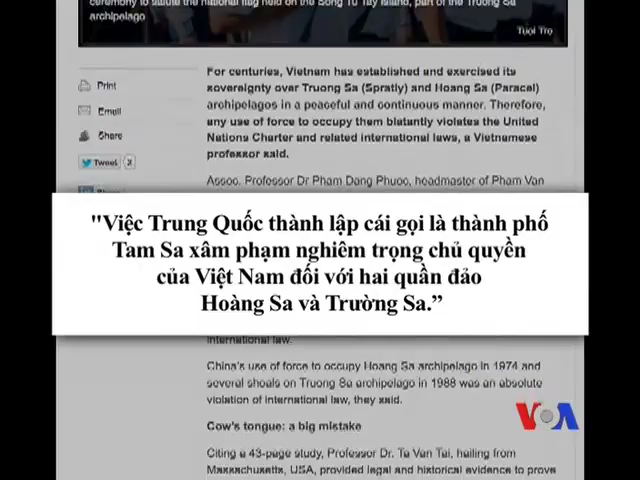 ceremony to salute the national flag held on the Song Tu Tay Island, part of the Truong Sa
archipelago
Tuoi Tre
Print
Email
Share
Tweet
For centuries, Vietnam has established and exercised its
sovereignty over Truong Sa (Spratly) and Hoang Sa (Paracel)
archipelagos in a peaceful and continuous manner. Therefore,
any use of force to occupy them blatantly violates the United
Nations Charter and related international laws, a Vietnamese
professor said.
Assoc. Professor Dr Pham Dang Phuoc, headmaster of Pham Van
"Việc Trung Quốc thành lập cái gọi là thành phố
Tam Sa xâm phạm nghiêm trọng chủ quyền
của Việt Nam đối với hai quần đảo
Hoàng Sa và Trường Sa.”
international law.
China's use of force to occupy Hoang Sa archipelago in 1974 and
several shoals on Truong Sa archipelago in 1988 was an absolute
violation of international law, they said.
VOA
Cow's tongue: a big mistake
Citing a 43-page study, Professor Dr. Ta Van Tai, hailing from
Massachusetts, USA, provided legal and historical evidence to prove